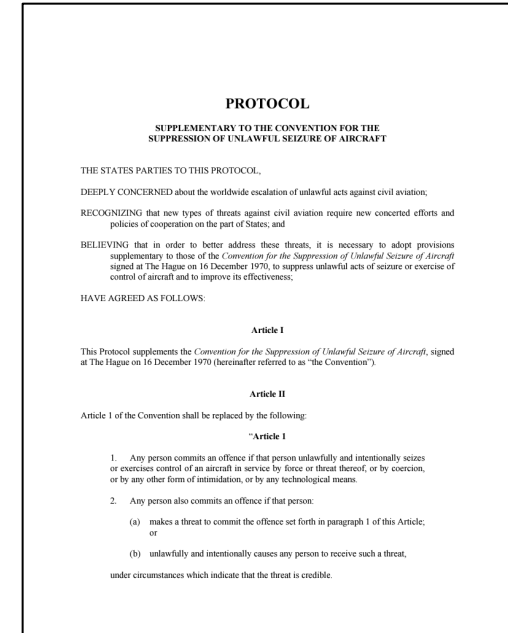 PROTOCOL
SUPPLEMENTARY TO THE CONVENTION FOR THE
SUPPRESSION OF UNLAWFUL SEIZURE OF AIRCRAFT
THE STATES PARTIES TO THIS PROTOCOL,
DEEPLY CONCERNED about the worldwide escalation of unlawful acts against civil aviation;
RECOGNIZING that new types of threats against civil aviation require new concerted efforts and
policies of cooperation on the part of States; and
BELIEVING that in order to better address these threats, it is necessary to adopt provisions
supplementary to those of the Convention for the Suppression of Unlawful Seizure of Aircraft
signed at The Hague on 16 December 1970, to suppress unlawful acts of seizure or exercise of
control of aircraft and to improve its effectiveness;
HAVE AGREED AS FOLLOWS:
Article I
This Protocol supplements the Convention for the Suppression of Unlawful Seizure of Aircraft, signed
at The Hague on 16 December 1970 (hereinafter referred to as “the Convention”).
Article II
Article 1 of the Convention shall be replaced by the following:
“Article 1
1. Any person commits an offence if that person unlawfully and intentionally seizes
or exercises control of an aircraft in service by force or threat thereof, or by coercion,
or by any other form of intimidation, or by any technological means.
2. Any person also commits an offence if that person:
(a) makes a threat to commit the offence set forth in paragraph 1 of this Article;
or
(b) unlawfully and intentionally causes any person to receive such a threat,
under circumstances which indicate that the threat is credible.